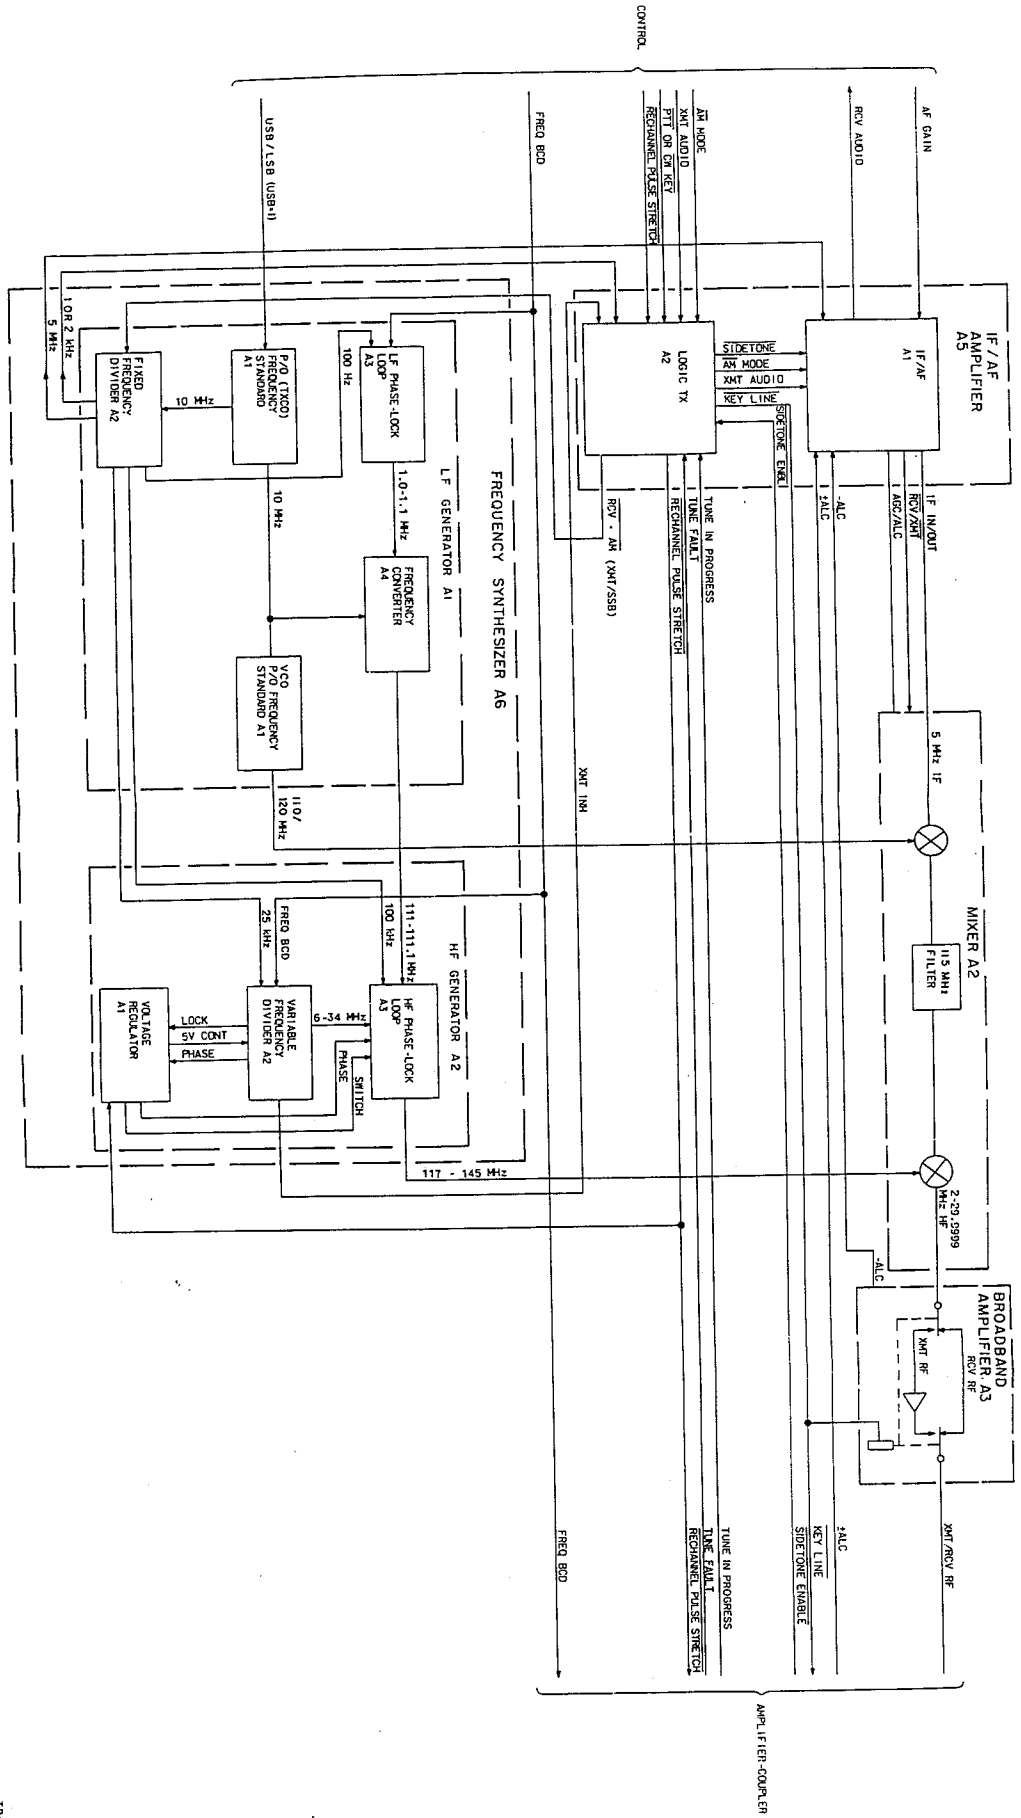 CONTROL
AF GAIN
RCV AUDIO
AM MODE
XMT AUDIO
PTT OR CW KEY
RECHANNEL PULSE STRETCH
FREQ BCD
USB/LSB (USB=1)
IF/AF
AMPLIFIER
A5
IF/AF
A1
LOGIC TX
A2
SIDETONE
AM MODE
XMT AUDIO
KEY LINE
SIDETONE ENBL
IF IN/OUT
RCV/XMT
AGC/ALC
-ALC
±ALC
TUNE IN PROGRESS
TUNE FAULT
RECHANNEL PULSE STRETCH
RCV • AM (XMT/SSB)
XMT INH
MIXER A2
5 MHz IF
115 MHz
FILTER
2-29.9999
MHz HF
-ALC
BROADBAND
AMPLIFIER A3
RCV RF
XMT RF
XMT/RCV RF
±ALC
KEY LINE
SIDETONE ENABLE
TUNE IN PROGRESS
TUNE FAULT
RECHANNEL PULSE STRETCH
FREQ BCD
AMPLIFIER-COUPLER
FREQUENCY SYNTHESIZER A6
LF GENERATOR A1
LF PHASE-LOCK
LOOP
A3
1.0-1.1 MHz
FREQUENCY
CONVERTER
A4
100 Hz
P/O (TXCO)
FREQUENCY
STANDARD
A1
10 MHz
10 MHz
VCO
P/O FREQUENCY
STANDARD A1
110/
120 MHz
FIXED
FREQUENCY
DIVIDER A2
1 OR 2 kHz
5 MHz
HF GENERATOR A2
111-111.1 MHz
100 kHz
HF PHASE-LOCK
LOOP
A3
FREQ BCD
25 kHz
6-34 MHz
VARIABLE
FREQUENCY
DIVIDER A2
SWITCH
PHASE
LOCK
5V CONT
PHASE
VOLTAGE
REGULATOR
A1
117 - 145 MHz